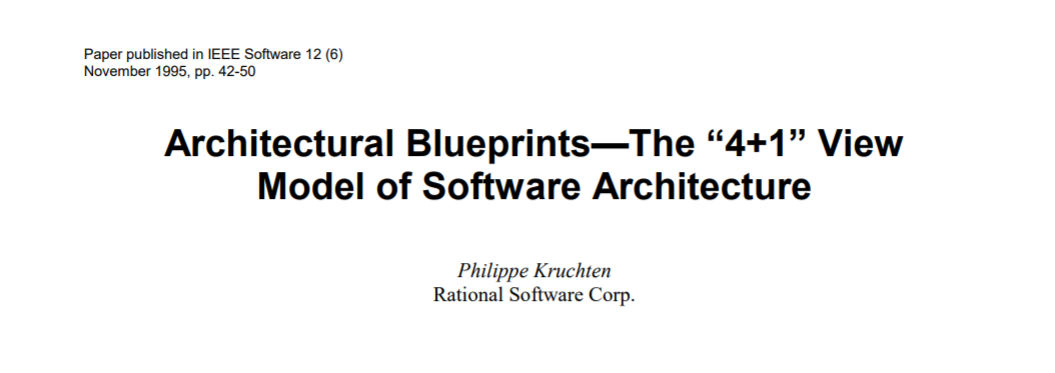 Paper published in IEEE Software 12 (6)
November 1995, pp. 42-50
Architectural Blueprints—The “4+1” View
Model of Software Architecture
Philippe Kruchten
Rational Software Corp.